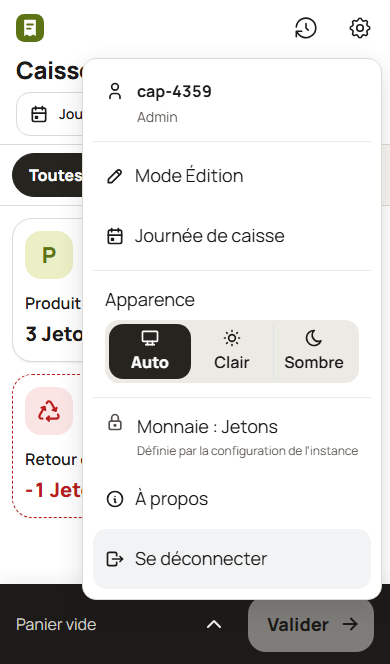 Caiss
cap-4359
Admin
Jou
Mode Édition
Toutes
Journée de caisse
P
Produit
3 Jeto
Apparence
Auto
Clair
Sombre
Retour
-1 Jet
Monnaie : Jetons
Définie par la configuration de l'instance
À propos
Se déconnecter
Panier vide
Valider